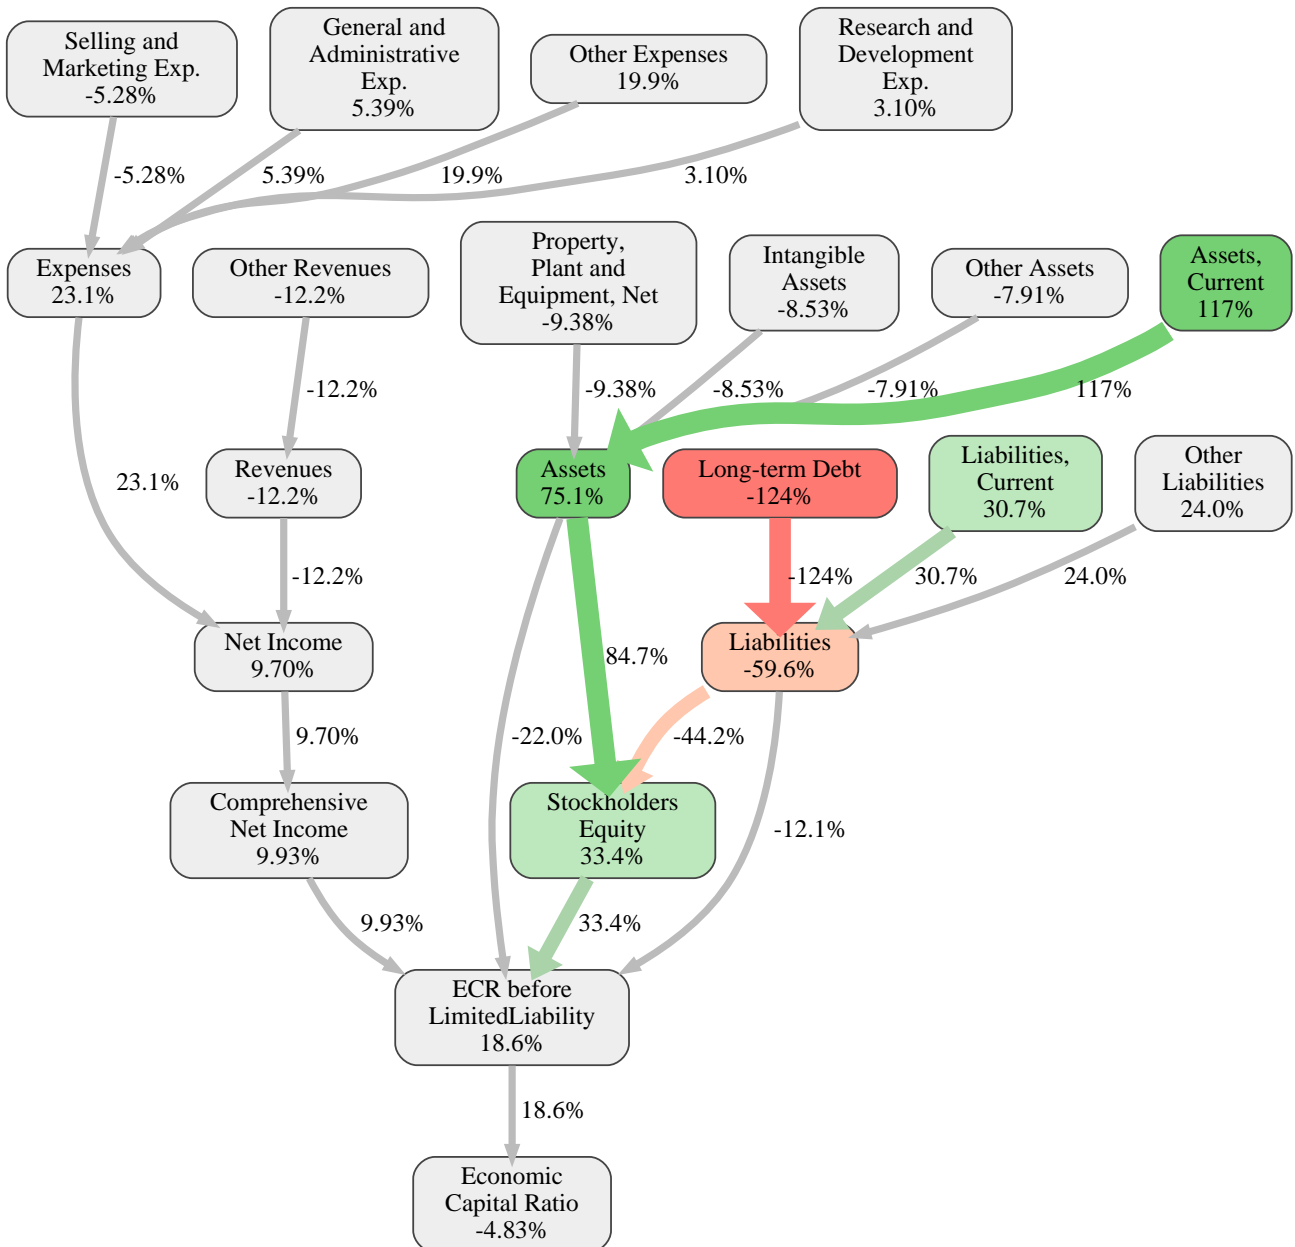 Selling and
Marketing Exp.
-5.28%
General and
Administrative
Exp.
5.39%
Other Expenses
19.9%
Research and
Development
Exp.
3.10%
-5.28%
5.39%
19.9%
3.10%
Expenses
23.1%
Other Revenues
-12.2%
Property,
Plant and
Equipment, Net
-9.38%
Intangible
Assets
-8.53%
Other Assets
-7.91%
Assets,
Current
117%
-12.2%
-9.38%
-8.53%
-7.91%
117%
23.1%
Revenues
-12.2%
Assets
75.1%
Long-term Debt
-124%
Liabilities,
Current
30.7%
Other
Liabilities
24.0%
-12.2%
-124%
30.7%
24.0%
Net Income
9.70%
84.7%
Liabilities
-59.6%
9.70%
-22.0%
-44.2%
Comprehensive
Net Income
9.93%
Stockholders
Equity
33.4%
-12.1%
9.93%
33.4%
ECR before
LimitedLiability
18.6%
18.6%
Economic
Capital Ratio
-4.83%